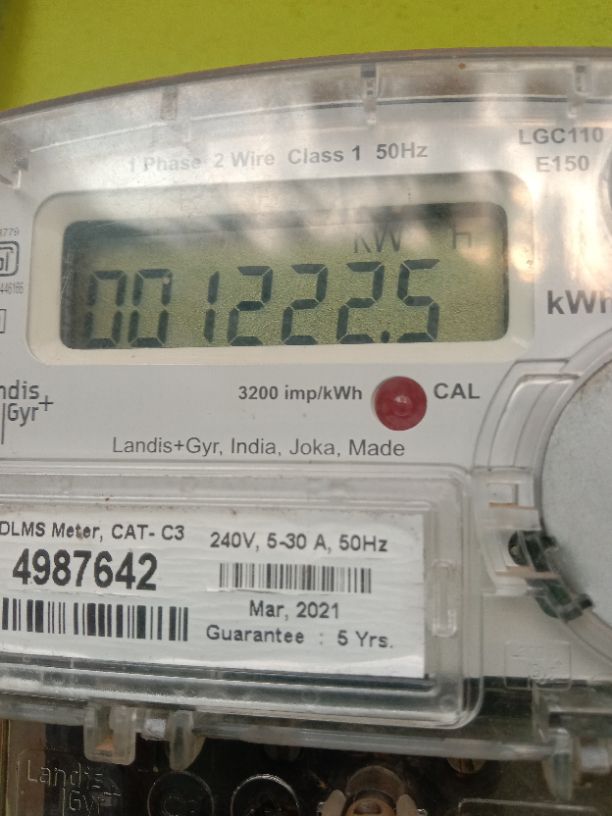 LGC110
1 Phase 2 Wire Class 1 50Hz
E150
kW H
001222.5
kWh
3200 imp/kWh
CAL
Landis+Gyr, India, Joka, Made
DLMS Meter, CAT- C3
4987642
240V, 5-30 A, 50Hz
Mar, 2021
Guarantee : 5 Yrs.
Landis
Gyr+